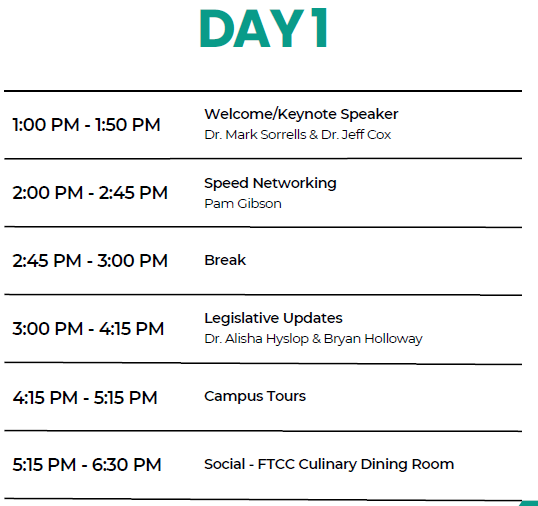 DAY 1
1:00 PM - 1:50 PM
Welcome/Keynote Speaker
Dr. Mark Sorrells & Dr. Jeff Cox
2:00 PM - 2:45 PM
Speed Networking
Pam Gibson
2:45 PM - 3:00 PM
Break
3:00 PM - 4:15 PM
Legislative Updates
Dr. Alisha Hyslop & Bryan Holloway
4:15 PM - 5:15 PM
Campus Tours
5:15 PM - 6:30 PM
Social - FTCC Culinary Dining Room